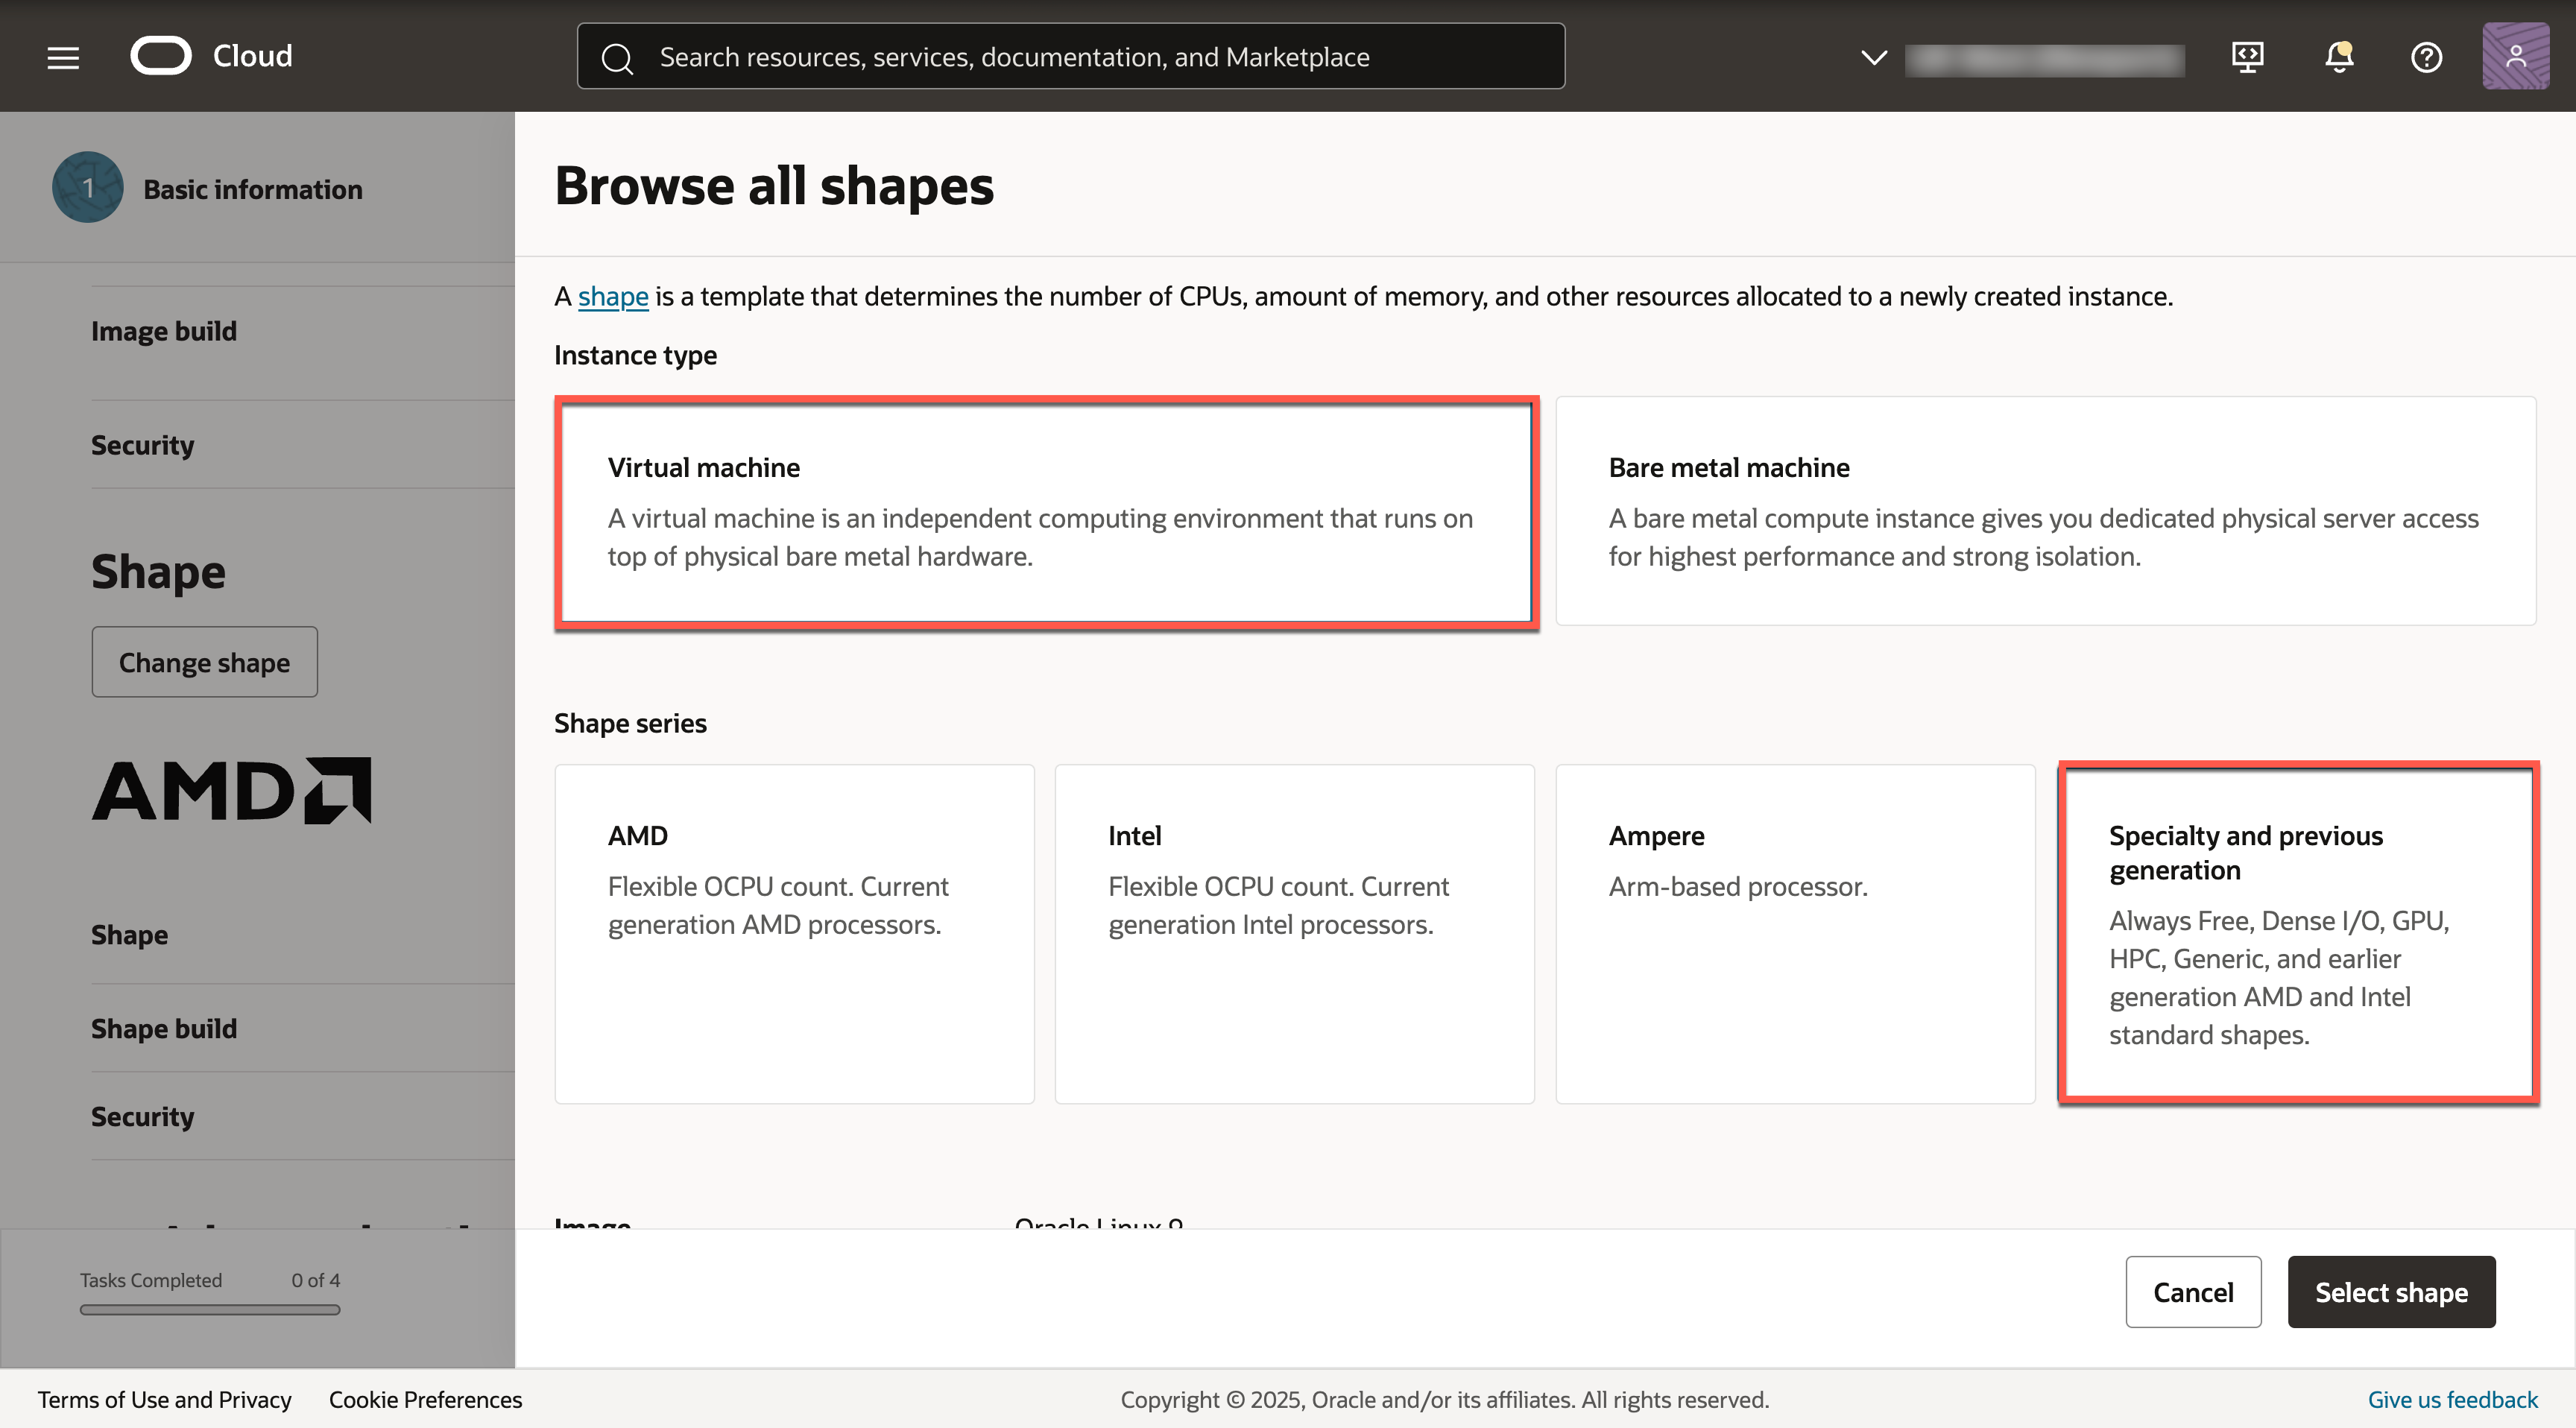 Cloud
Search resources, services, documentation, and Marketplace
1
Basic information
Image build
Security
Shape
Change shape
AMD
Shape
Shape build
Security
Tasks Completed 0 of 4
Browse all shapes
A shape is a template that determines the number of CPUs, amount of memory, and other resources allocated to a newly created instance.
Instance type
Virtual machine
A virtual machine is an independent computing environment that runs on
top of physical bare metal hardware.
Bare metal machine
A bare metal compute instance gives you dedicated physical server access
for highest performance and strong isolation.
Shape series
AMD
Flexible OCPU count. Current
generation AMD processors.
Intel
Flexible OCPU count. Current
generation Intel processors.
Ampere
Arm-based processor.
Specialty and previous
generation
Always Free, Dense I/O, GPU,
HPC, Generic, and earlier
generation AMD and Intel
standard shapes.
Image Oracle Linux 9
Cancel
Select shape
Terms of Use and Privacy Cookie Preferences Copyright © 2025, Oracle and/or its affiliates. All rights reserved. Give us feedback